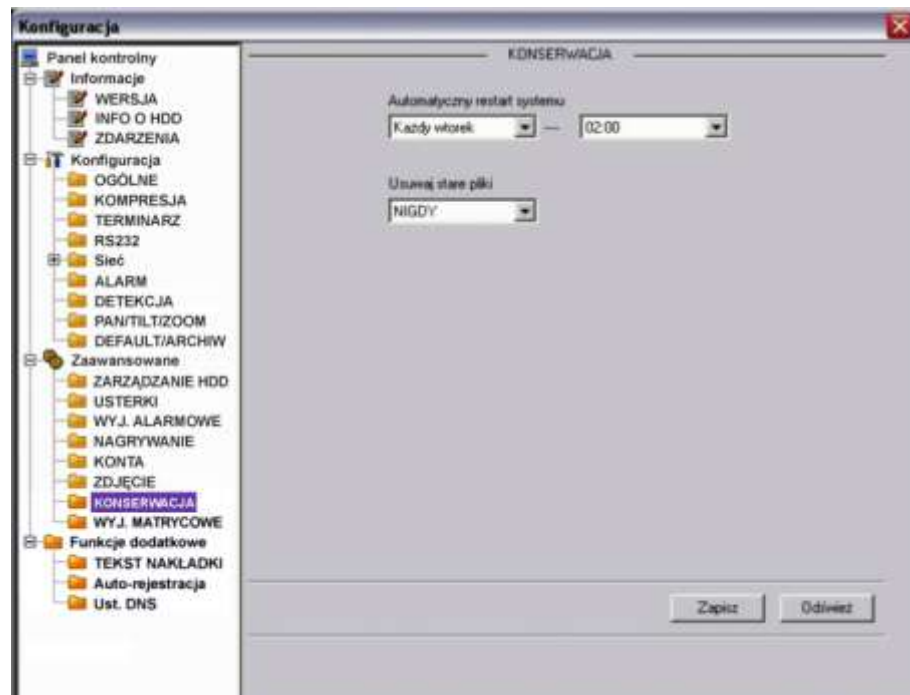 Konfiguracja
Panel kontrolny
Informacje
WERSJA
INFO O HDD
ZDARZENIA
Konfiguracja
OGÓLNE
KOMPRESJA
TERMINARZ
RS232
Sieć
ALARM
DETEKCJA
PAN/TILT/ZOOM
DEFAULT/ARCHIW
Zaawansowane
ZARZĄDZANIE HDD
USTERKI
WYJ. ALARMOWE
NAGRYWANIE
KONTA
ZDJĘCIE
KONSERWACJA
WYJ. MATRYCOWE
Funkcje dodatkowe
TEKST NAKŁADKI
Auto-rejestracja
Ust. DNS
KONSERWACJA
Automatyczny restart systemu
Każdy wtorek — 02:00
Usuwaj stare pliki
NIGDY
Zapisz Odśwież